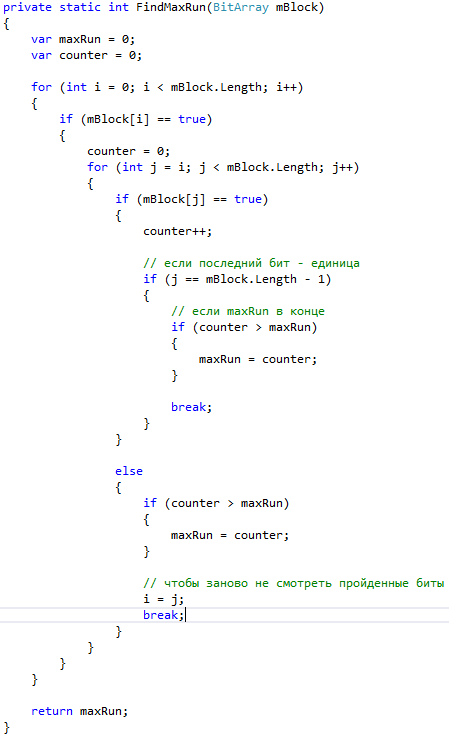 private static int FindMaxRun(BitArray mBlock)
{
    var maxRun = 0;
    var counter = 0;

    for (int i = 0; i < mBlock.Length; i++)
    {
        if (mBlock[i] == true)
        {
            counter = 0;
            for (int j = i; j < mBlock.Length; j++)
            {
                if (mBlock[j] == true)
                {
                    counter++;

                    // если последний бит - единица
                    if (j == mBlock.Length - 1)
                    {
                        // если maxRun в конце
                        if (counter > maxRun)
                        {
                            maxRun = counter;
                        }

                        break;
                    }
                }

                else
                {
                    if (counter > maxRun)
                    {
                        maxRun = counter;
                    }

                    // чтобы заново не смотреть пройденные биты
                    i = j;
                    break;
                }
            }
        }
    }

    return maxRun;
}